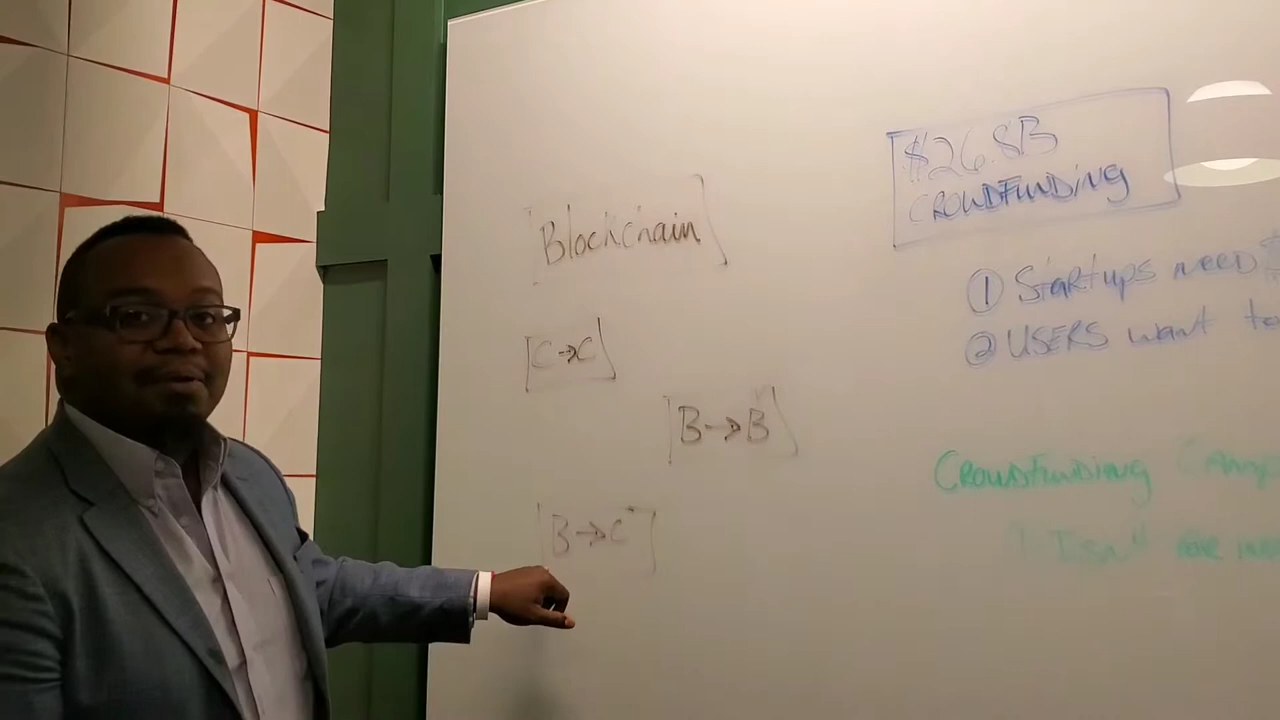 Blockchain
C→C
B→B
B→C
$26.8B
CROWDFUNDING
① Startups NEED $
② USERS want to
CROWDFUNDING